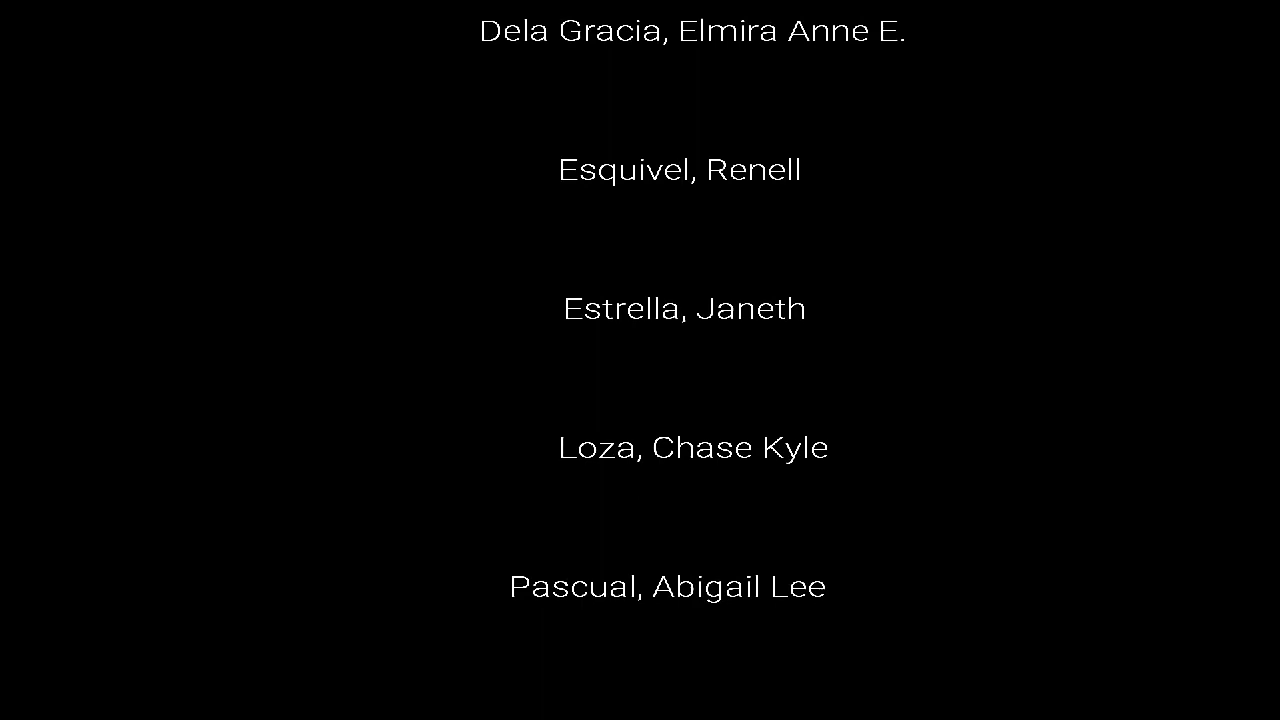 Dela Gracia, Elmira Anne E.
Esquivel, Renell
Estrella, Janeth
Loza, Chase Kyle
Pascual, Abigail Lee